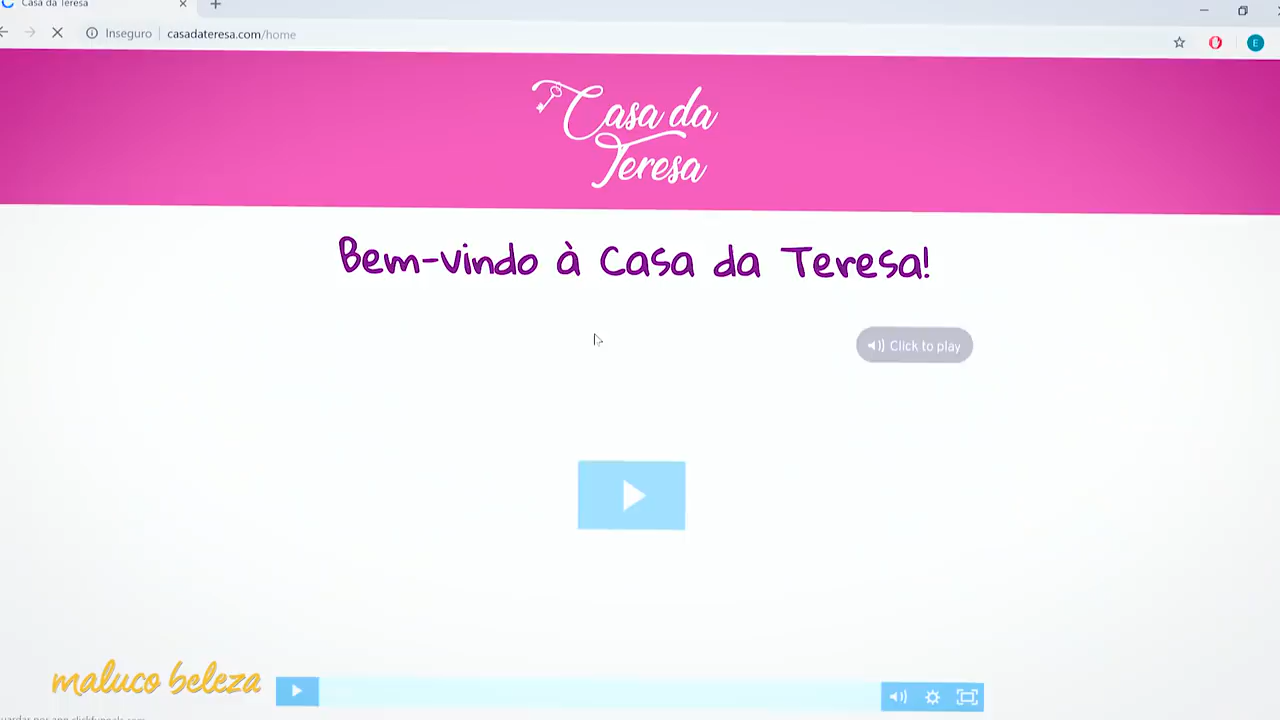 Casa da Teresa
Inseguro casadateresa.com/home
E
Casa da
Teresa
Bem-vindo à Casa da Teresa!
Click to play
maluco beleza